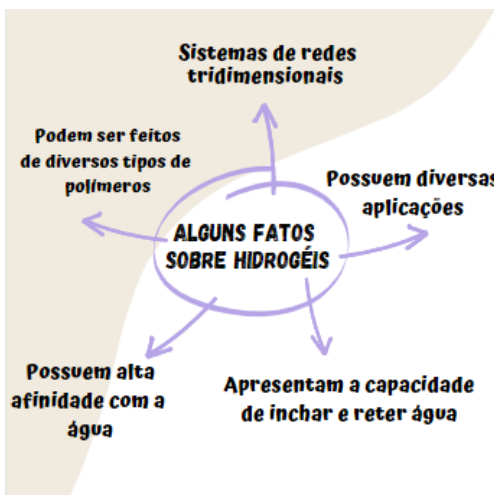 Sistemas de redes
tridimensionais
Podem ser feitos
de diversos tipos de
polímeros
Possuem diversas
aplicações
ALGUNS FATOS
SOBRE HIDROGÉIS
Possuem alta
afinidade com a
água
Apresentam a capacidade
de inchar e reter água